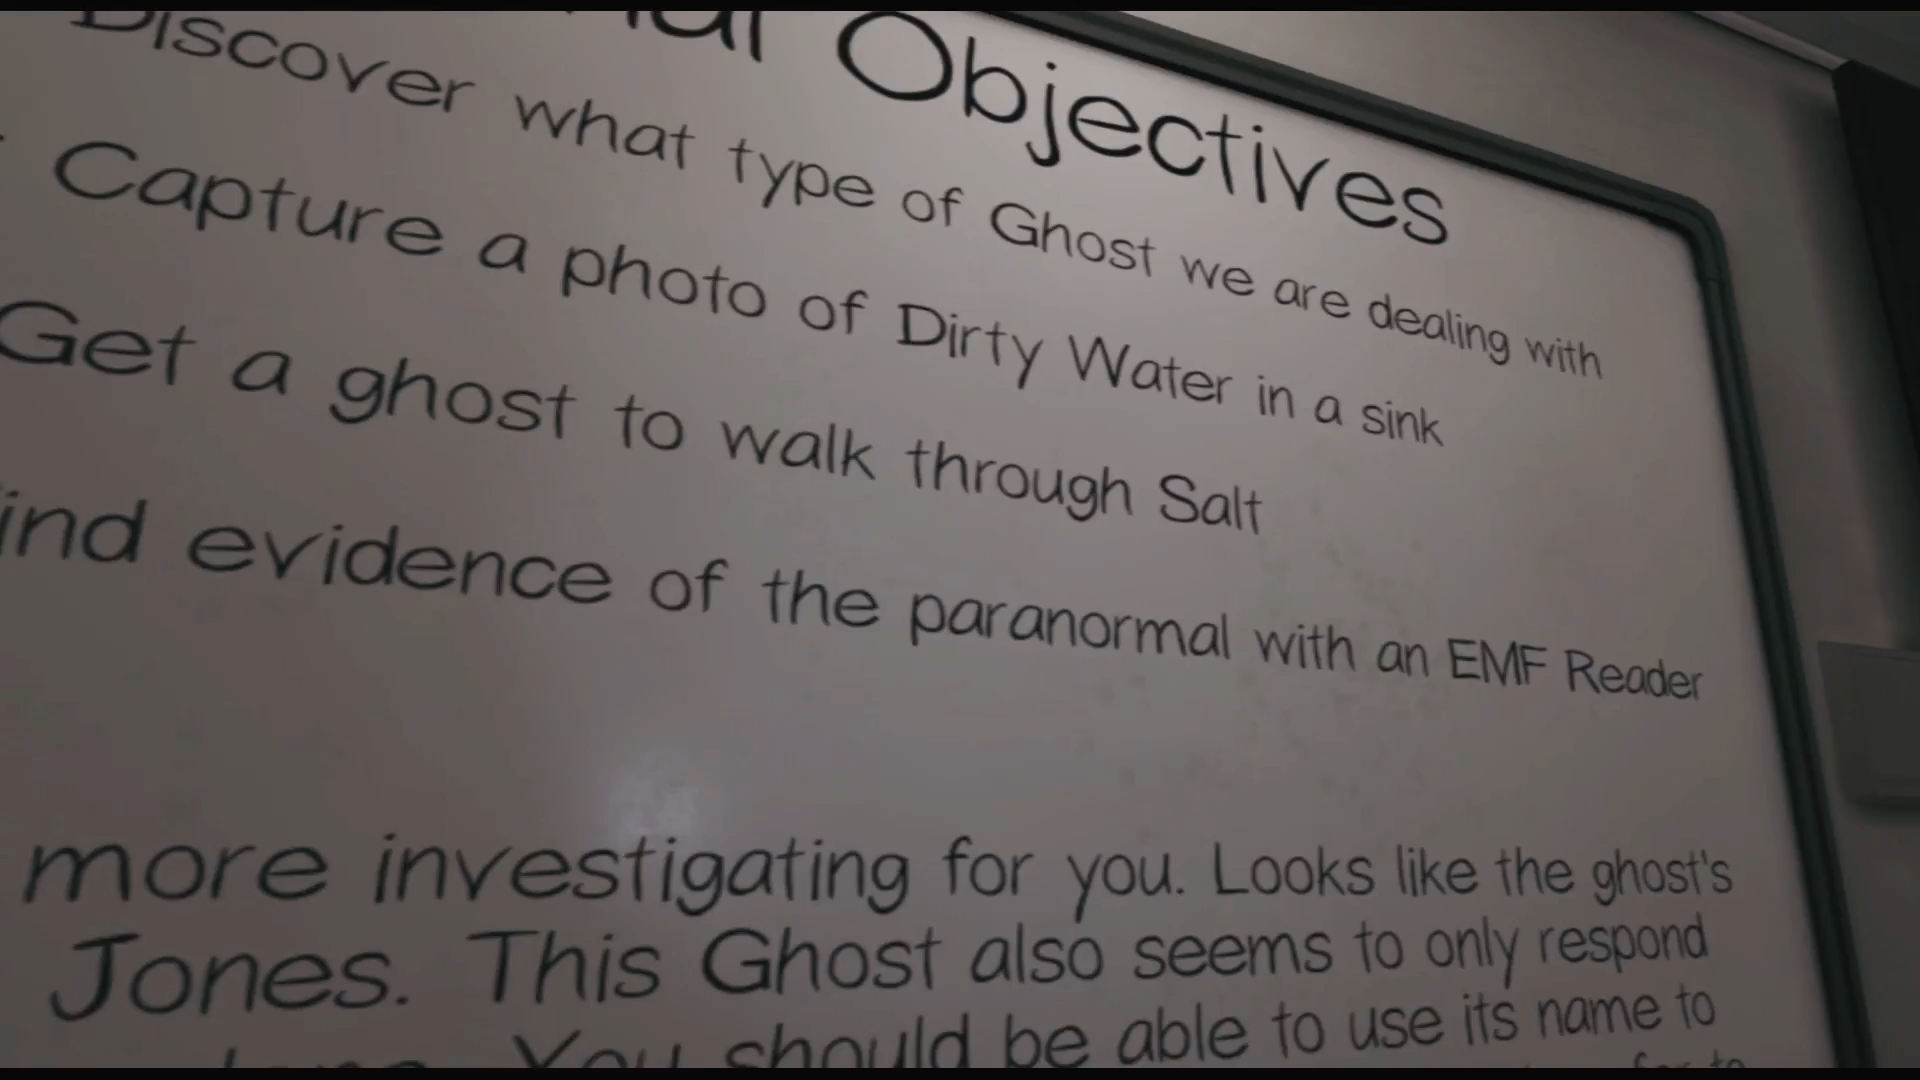 Objectives
Discover what type of Ghost we are dealing with
Capture a photo of Dirty Water in a sink
Get a ghost to walk through Salt
evidence of the paranormal with an EMF Reader
more investigating for you. Looks like the ghost's
Jones. This Ghost also seems to only respond
You should be able to use its name to